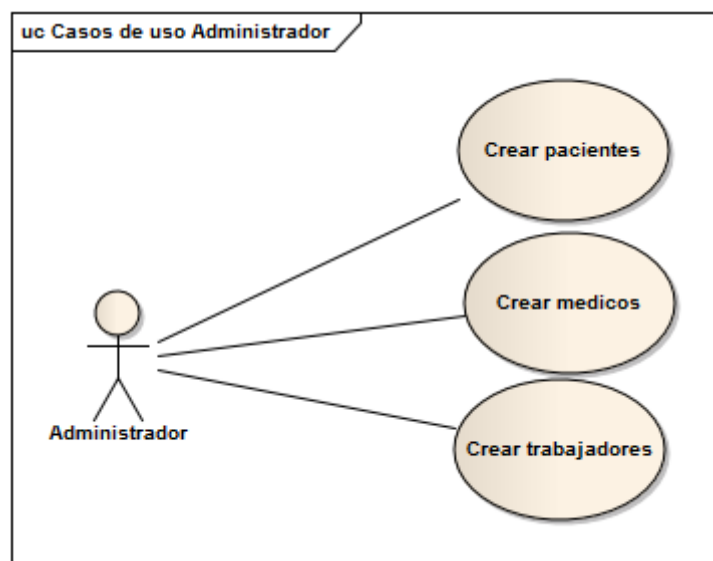 uc Casos de uso Administrador
Crear pacientes
Crear medicos
Administrador
Crear trabajadores